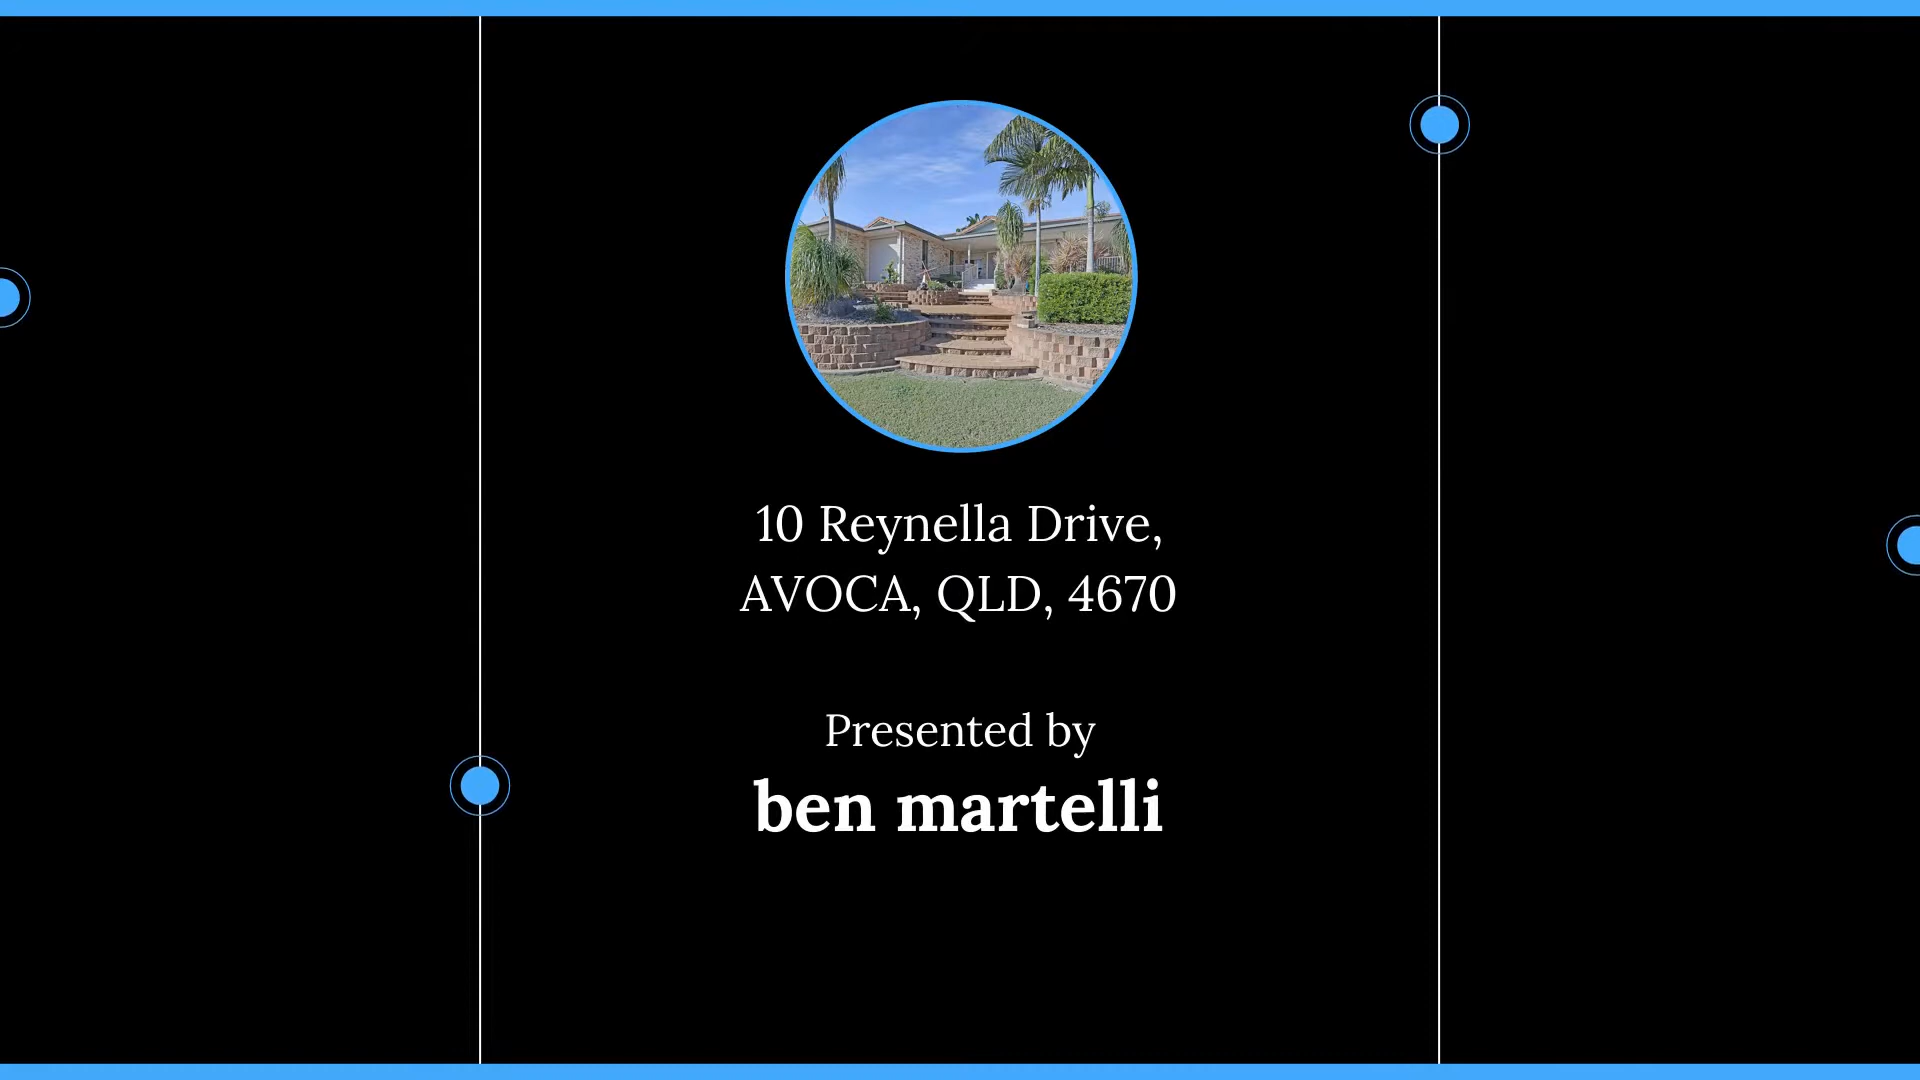 10 Reynella Drive,
AVOCA, QLD, 4670
Presented by
ben martelli